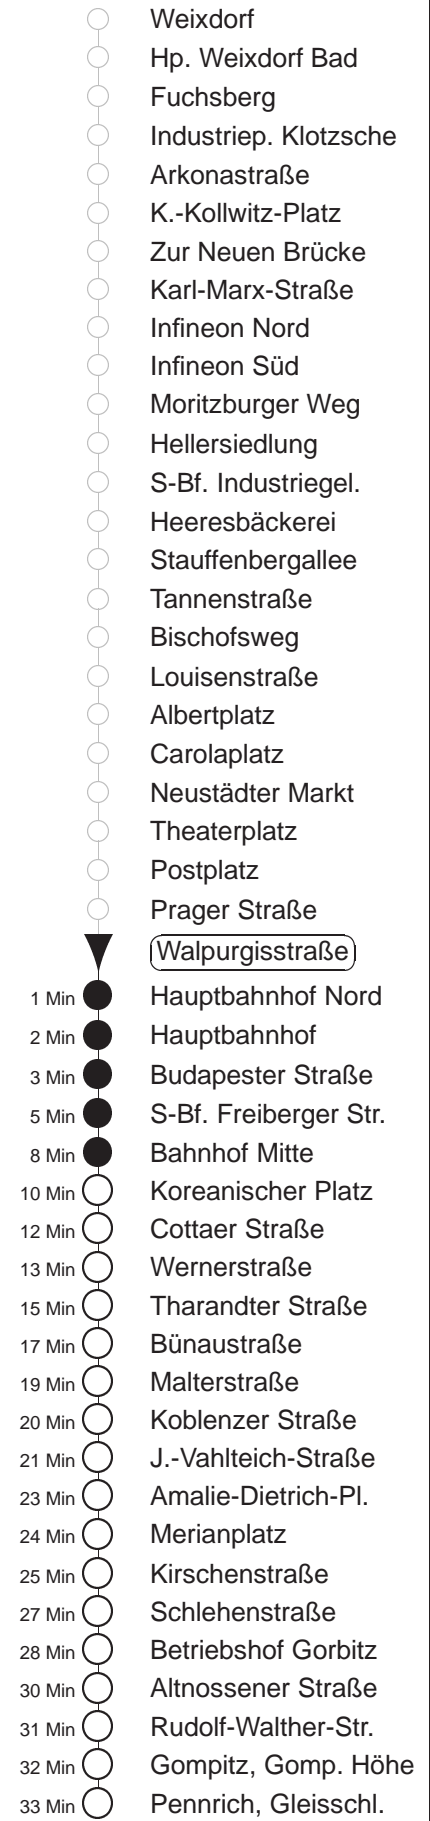 Weixdorf
Hp. Weixdorf Bad
Fuchsberg
Industriep. Klotzsche
Arkonastraße
K.-Kollwitz-Platz
Zur Neuen Brücke
Karl-Marx-Straße
Infineon Nord
Infineon Süd
Moritzburger Weg
Hellersiedlung
S-Bf. Industriegel.
Heeresbäckerei
Stauffenbergallee
Tannenstraße
Bischofsweg
Louisenstraße
Albertplatz
Carolaplatz
Neustädter Markt
Theaterplatz
Postplatz
Prager Straße
Walpurgisstraße
1 Min Hauptbahnhof Nord
2 Min Hauptbahnhof
3 Min Budapester Straße
5 Min S-Bf. Freiberger Str.
8 Min Bahnhof Mitte
10 Min Koreanischer Platz
12 Min Cottaer Straße
13 Min Wernerstraße
15 Min Tharandter Straße
17 Min Bünaustraße
19 Min Malterstraße
20 Min Koblenzer Straße
21 Min J.-Vahlteich-Straße
23 Min Amalie-Dietrich-Pl.
24 Min Merianplatz
25 Min Kirschenstraße
27 Min Schlehenstraße
28 Min Betriebshof Gorbitz
30 Min Altnossener Straße
31 Min Rudolf-Walther-Str.
32 Min Gompitz, Gomp. Höhe
33 Min Pennrich, Gleisschl.